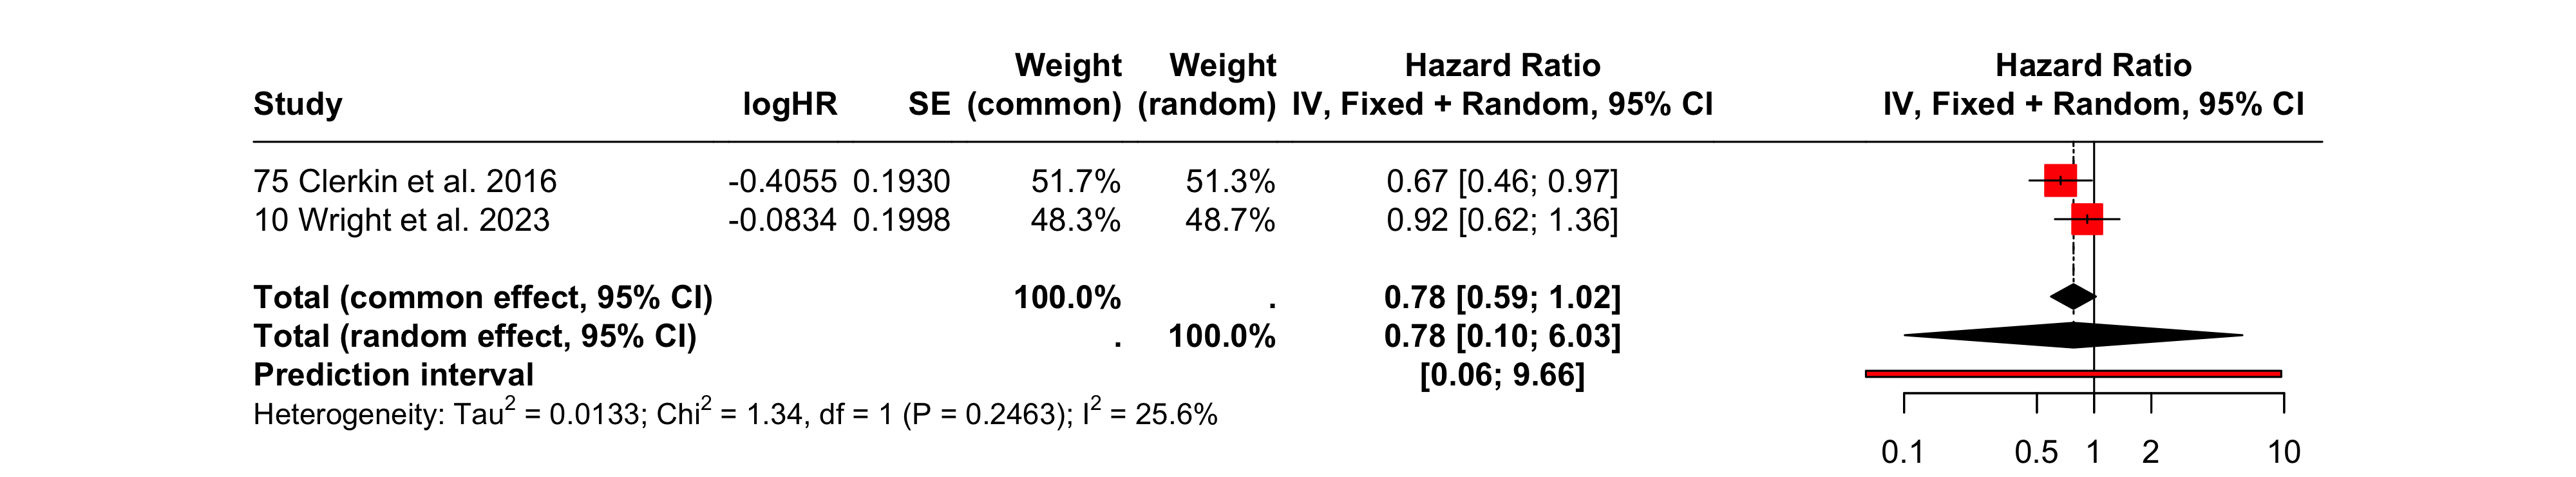 Weight Weight Hazard Ratio Hazard Ratio
Study logHR SE (common) (random) IV, Fixed + Random, 95% CI IV, Fixed + Random, 95% CI
75 Clerkin et al. 2016 -0.4055 0.1930 51.7% 51.3% 0.67 [0.46; 0.97]
10 Wright et al. 2023 -0.0834 0.1998 48.3% 48.7% 0.92 [0.62; 1.36]
Total (common effect, 95% CI) 100.0% . 0.78 [0.59; 1.02]
Total (random effect, 95% CI) . 100.0% 0.78 [0.10; 6.03]
Prediction interval [0.06; 9.66]
Heterogeneity: Tau² = 0.0133; Chi² = 1.34, df = 1 (P = 0.2463); I² = 25.6%
0.1 0.5 1 2 10